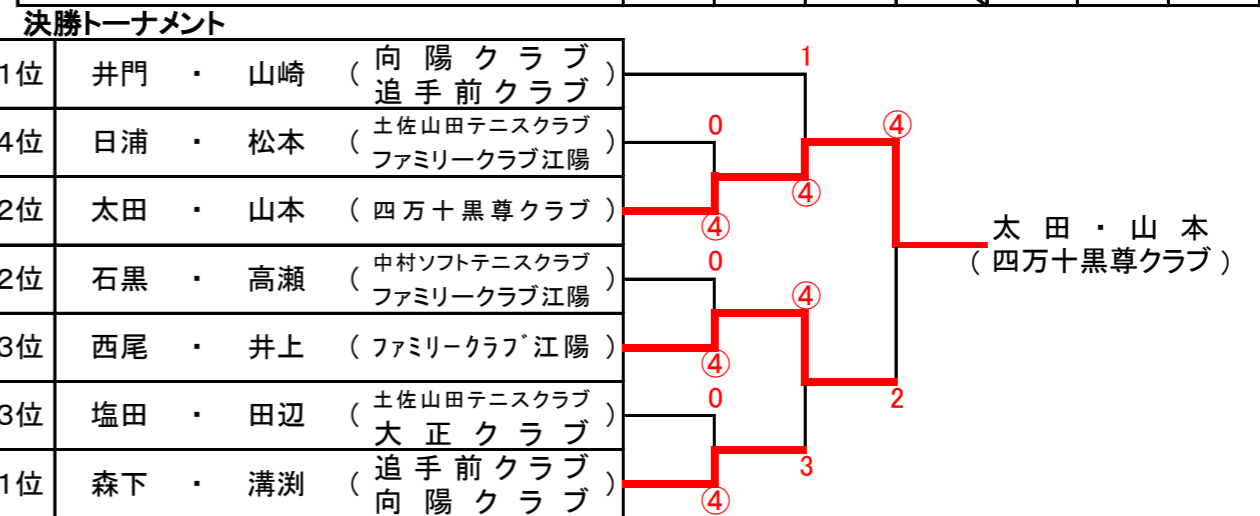 決勝トーナメント
1位 井門 ・ 山崎 ( 向陽クラブ
追手前クラブ )
4位 日浦 ・ 松本 ( 土佐山田テニスクラブ
ファミリークラブ江陽 )
2位 太田 ・ 山本 ( 四万十黒尊クラブ )
2位 石黒 ・ 高瀬 ( 中村ソフトテニスクラブ
ファミリークラブ江陽 )
3位 西尾 ・ 井上 ( ファミリークラブ江陽 )
3位 塩田 ・ 田辺 ( 土佐山田テニスクラブ
大正クラブ )
1位 森下 ・ 溝渕 ( 追手前クラブ
向陽クラブ )
1
0
④
④
④
0
④
④
2
0
3
④
太田・山本
( 四万十黒尊クラブ )